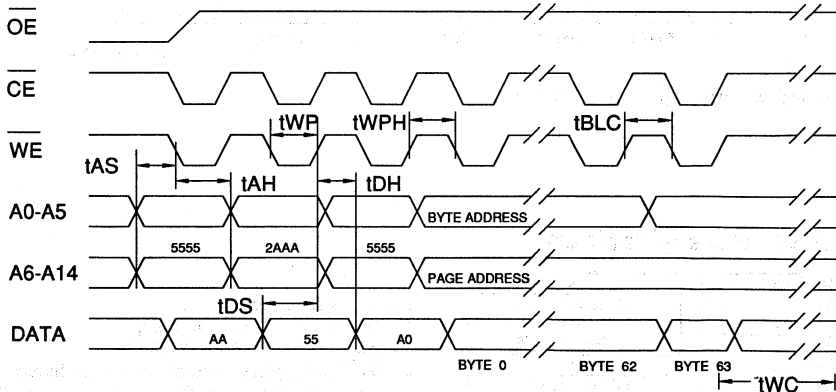 OE
CE
tWP tWPH tBLC
WE
tAS
tAH tDH
A0-A5 BYTE ADDRESS
5555 2AAA 5555
A6-A14 PAGE ADDRESS
tDS
DATA AA 55 A0
BYTE 0 BYTE 62 BYTE 63
tWC